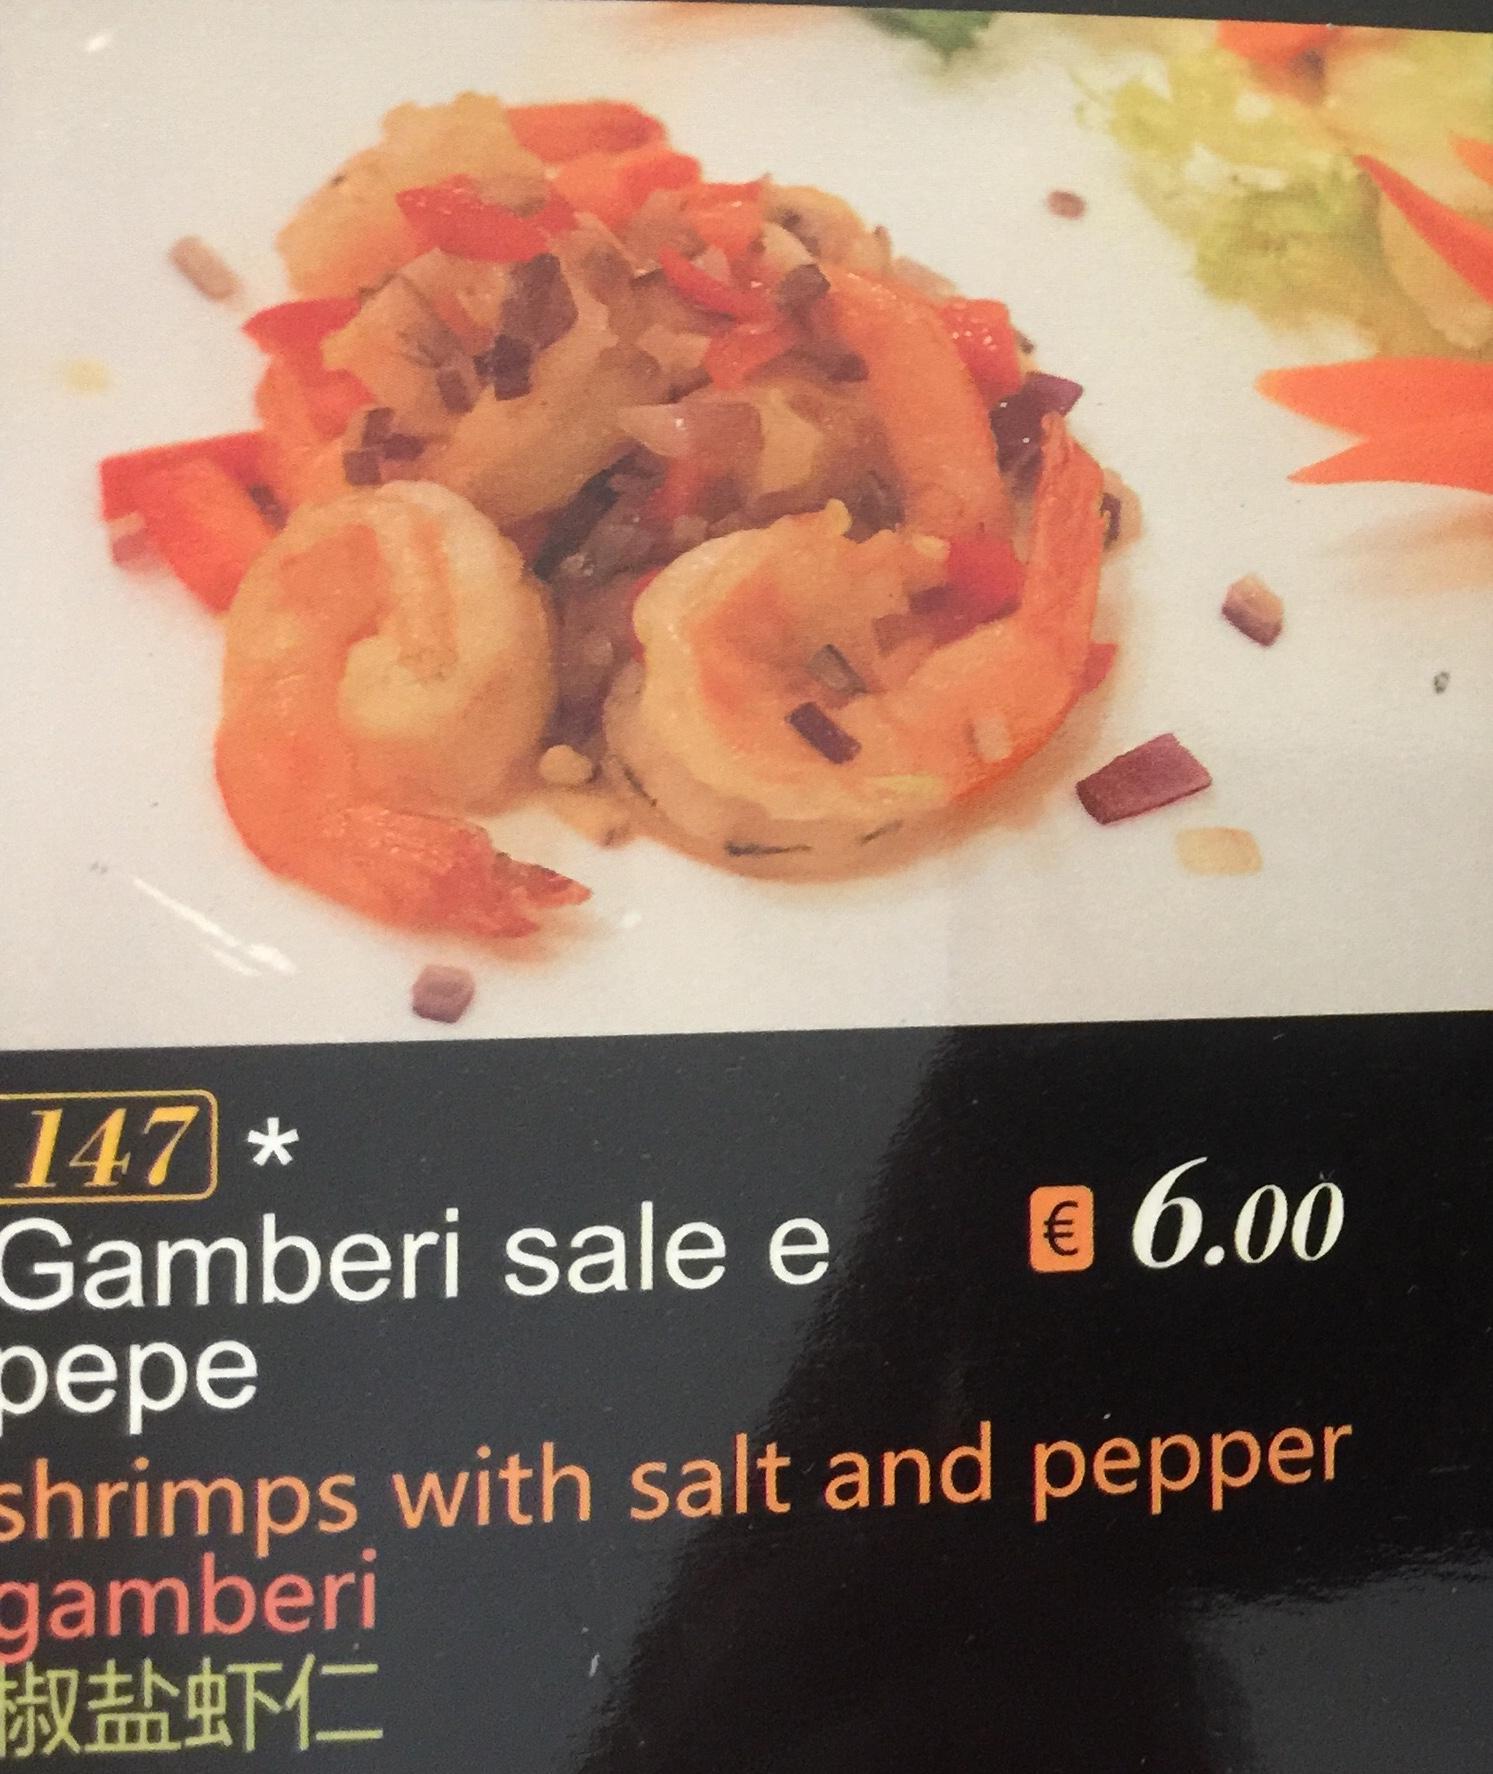 147 *
Gamberi sale e
pepe
€ 6.00
shrimps with salt and pepper
gamberi
椒盐虾仁